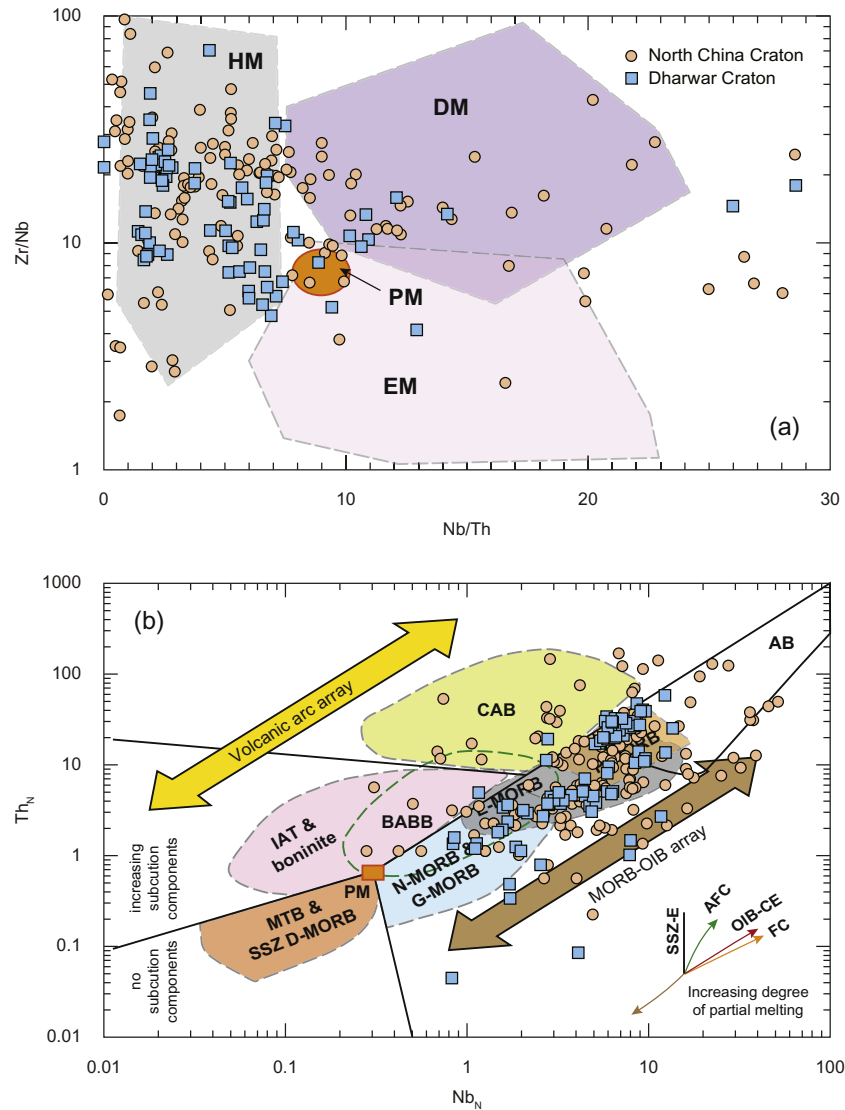 100
HM
DM
North China Craton
Dharwar Craton
Zr/Nb
10
PM
EM
(a)
1
0
10
20
30
Nb/Th
1000
(b)
AB
100
Volcanic arc array
CAB
Th_N
10
E-MORB
IAT &
boninite
BABB
increasing
subcution
components
1
N-MORB &
G-MORB
MORB-OIB array
PM
MTB &
SSZ D-MORB
SSZ-E
AFC
OIB-CE
FC
0.1
no
subcution
components
Increasing degree
of partial melting
0.01
0.01
0.1
1
10
100
Nb_N